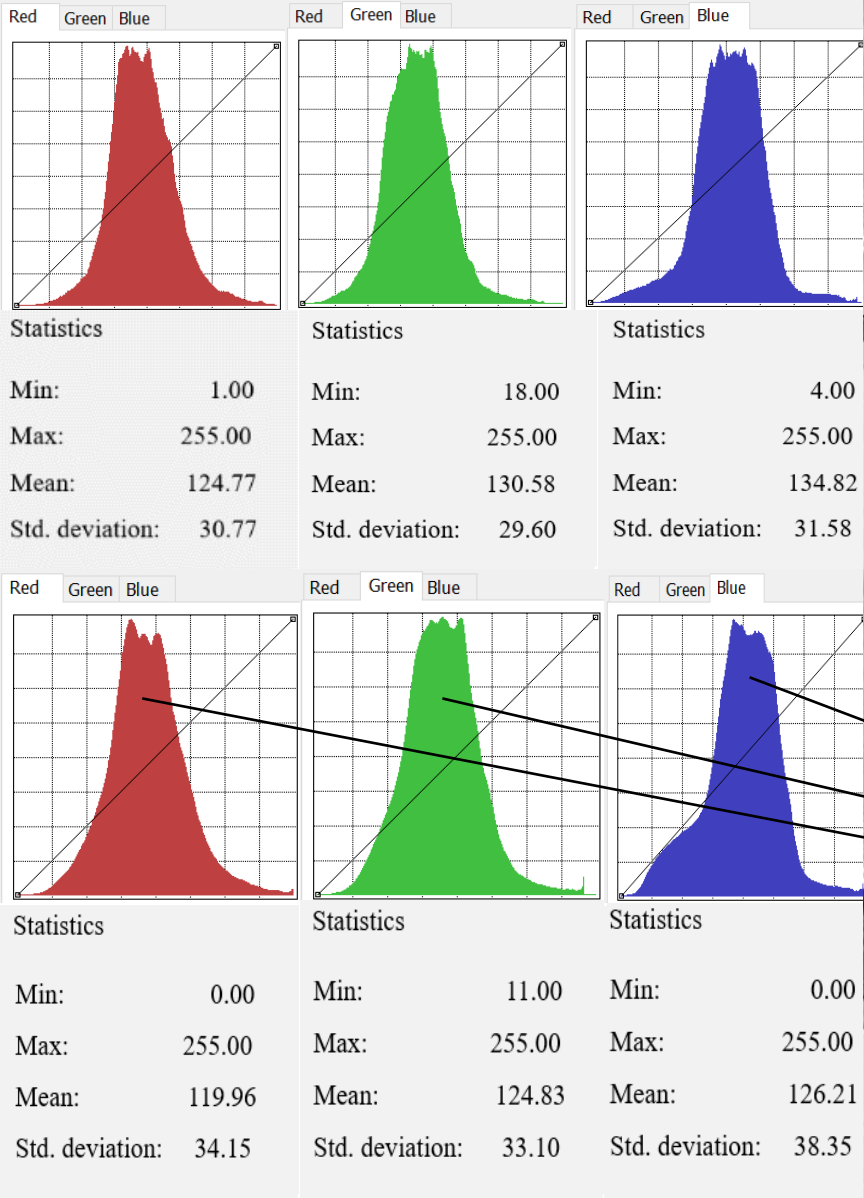 Red Green Blue
Red Green Blue
Red Green Blue
Statistics
Min: 1.00
Max: 255.00
Mean: 124.77
Std. deviation: 30.77
Statistics
Min: 18.00
Max: 255.00
Mean: 130.58
Std. deviation: 29.60
Statistics
Min: 4.00
Max: 255.00
Mean: 134.82
Std. deviation: 31.58
Red Green Blue
Red Green Blue
Red Green Blue
Statistics
Min: 0.00
Max: 255.00
Mean: 119.96
Std. deviation: 34.15
Statistics
Min: 11.00
Max: 255.00
Mean: 124.83
Std. deviation: 33.10
Statistics
Min: 0.00
Max: 255.00
Mean: 126.21
Std. deviation: 38.35